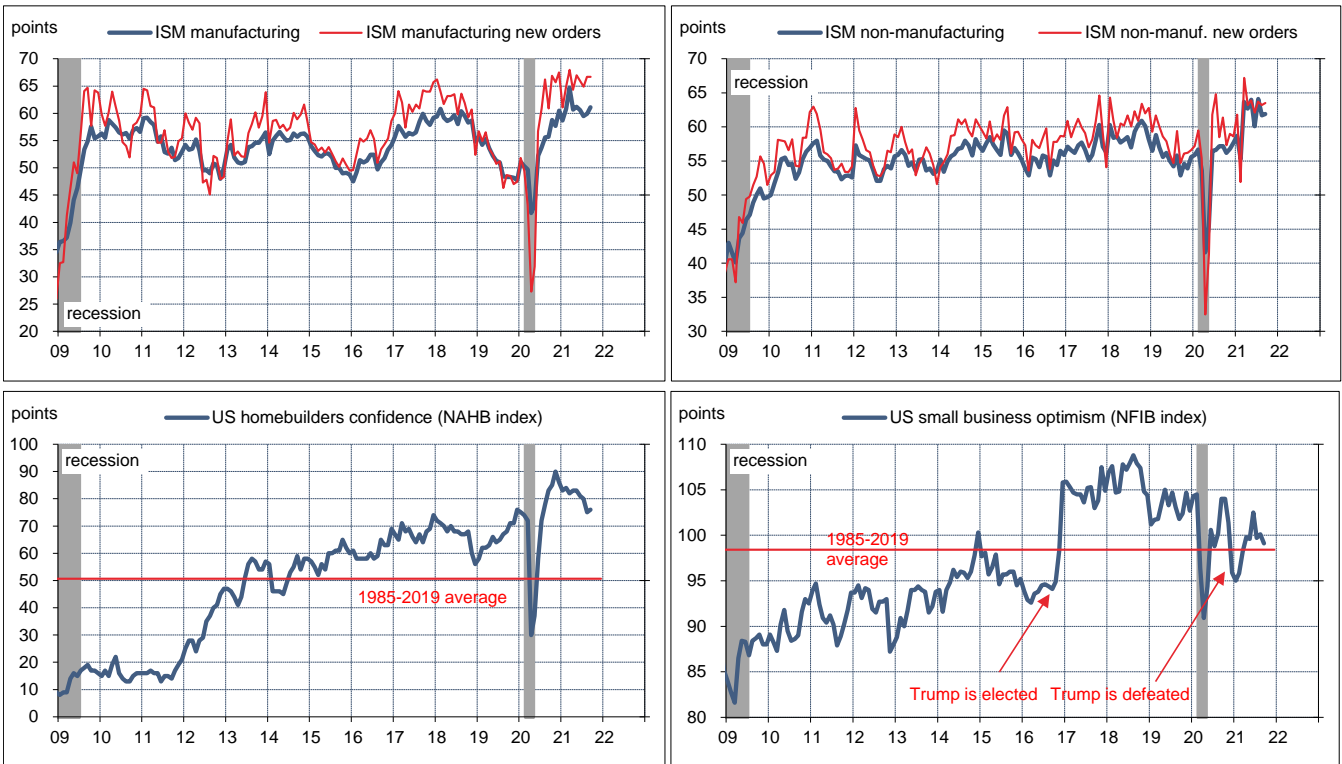 points
ISM manufacturing
ISM manufacturing new orders
70
65
60
55
50
45
40
35
30
25
20
recession
09 10 11 12 13 14 15 16 17 18 19 20 21 22
points
ISM non-manufacturing
ISM non-manuf. new orders
70
recession
65
60
55
50
45
40
35
30
09 10 11 12 13 14 15 16 17 18 19 20 21 22
points
US homebuilders confidence (NAHB index)
100
recession
90
80
70
60
50
1985-2019 average
40
30
20
10
0
09 10 11 12 13 14 15 16 17 18 19 20 21 22
points
US small business optimism (NFIB index)
110
recession
105
100
1985-2019
average
95
90
85
Trump is elected
Trump is defeated
80
09 10 11 12 13 14 15 16 17 18 19 20 21 22